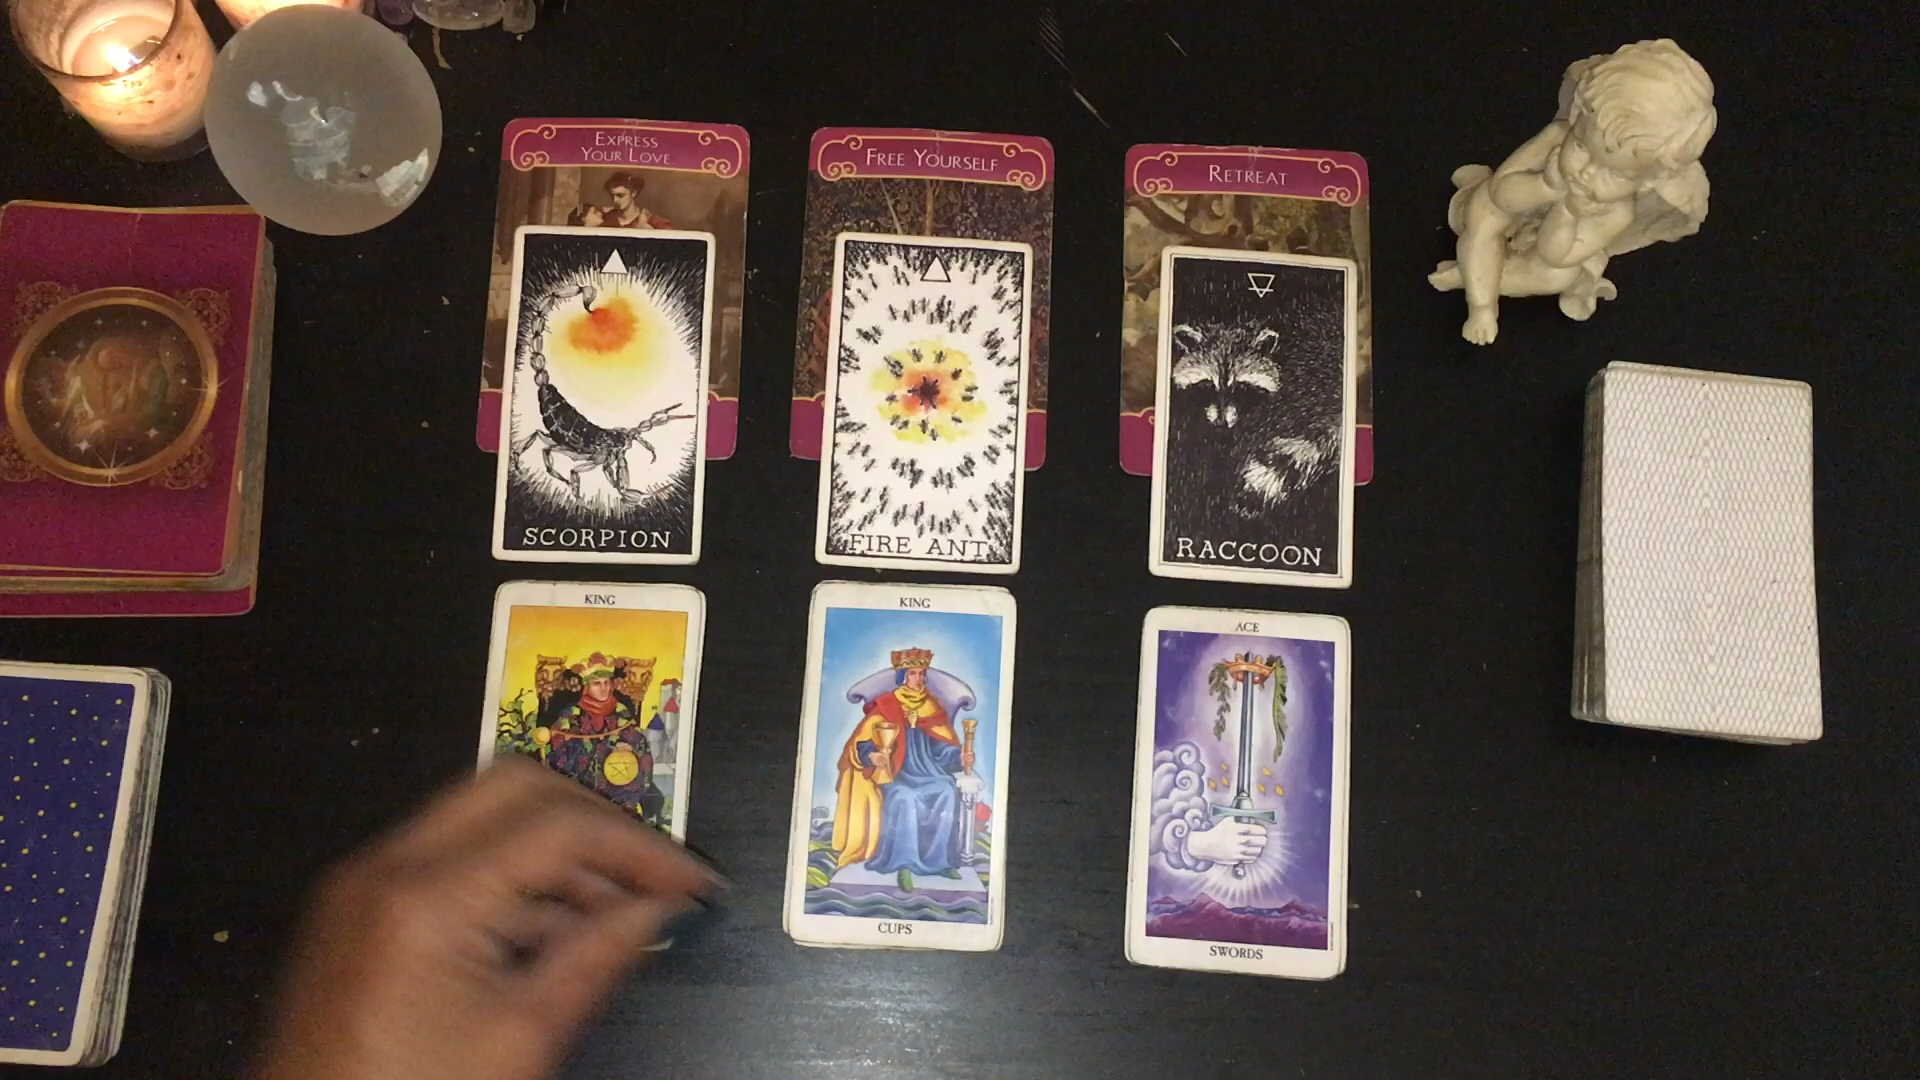 EXPRESS
YOUR LOVE
FREE YOURSELF
RETREAT
SCORPION
FIRE ANT
RACCOON
KING
KING
CUPS
ACE
SWORDS